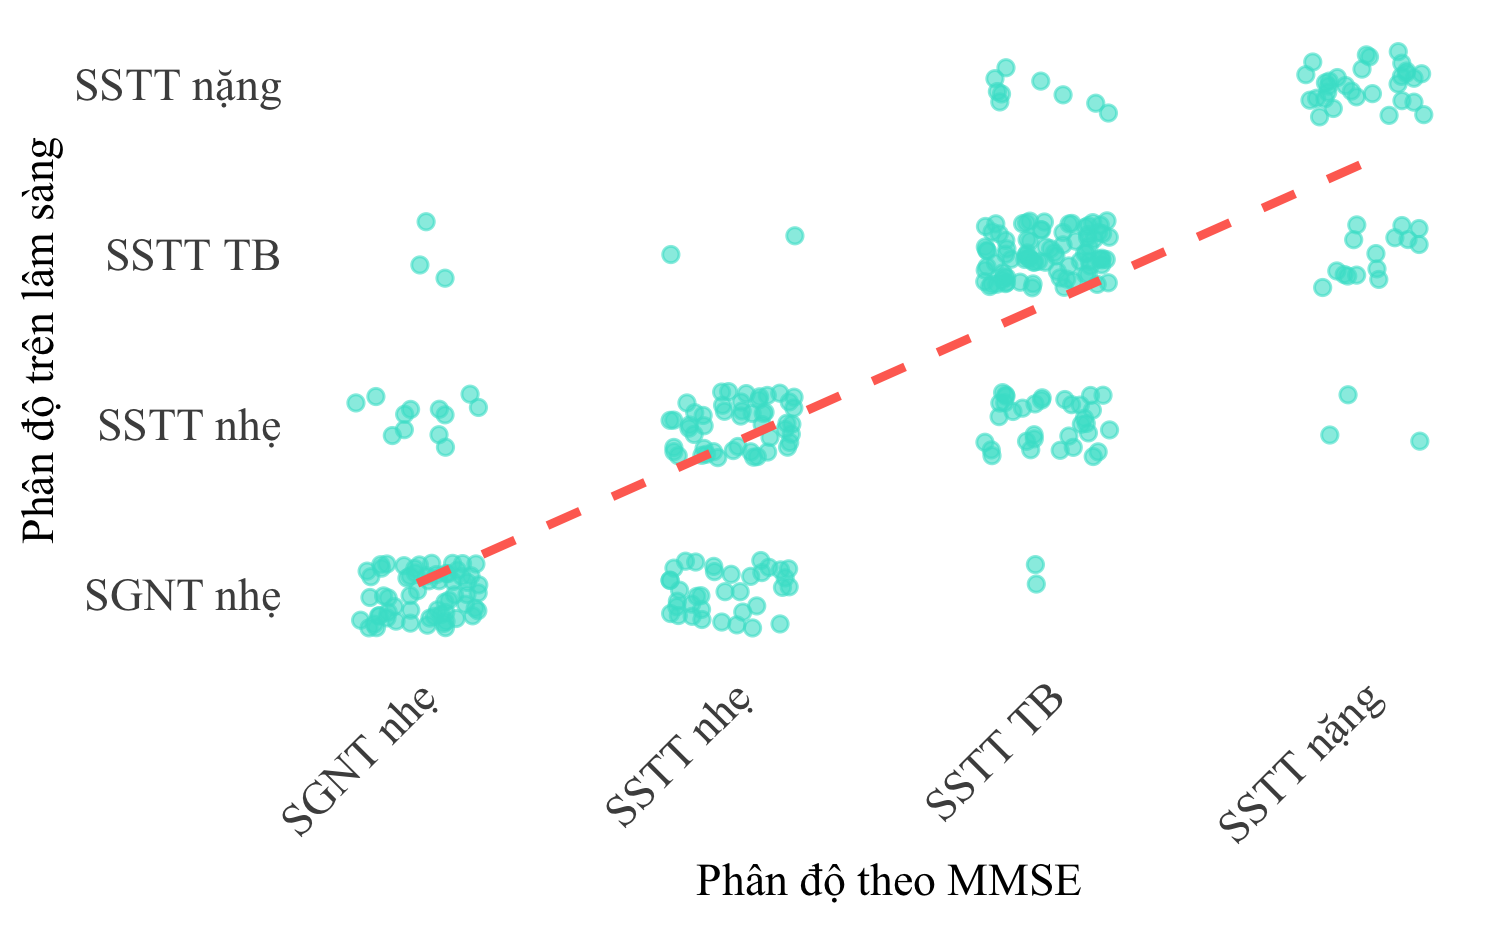 SSTT nặng
SSTT TB
SSTT nhẹ
SGNT nhẹ
Phân độ trên lâm sàng
SGNT nhẹ
SSTT nhẹ
SSTT TB
SSTT nặng
Phân độ theo MMSE